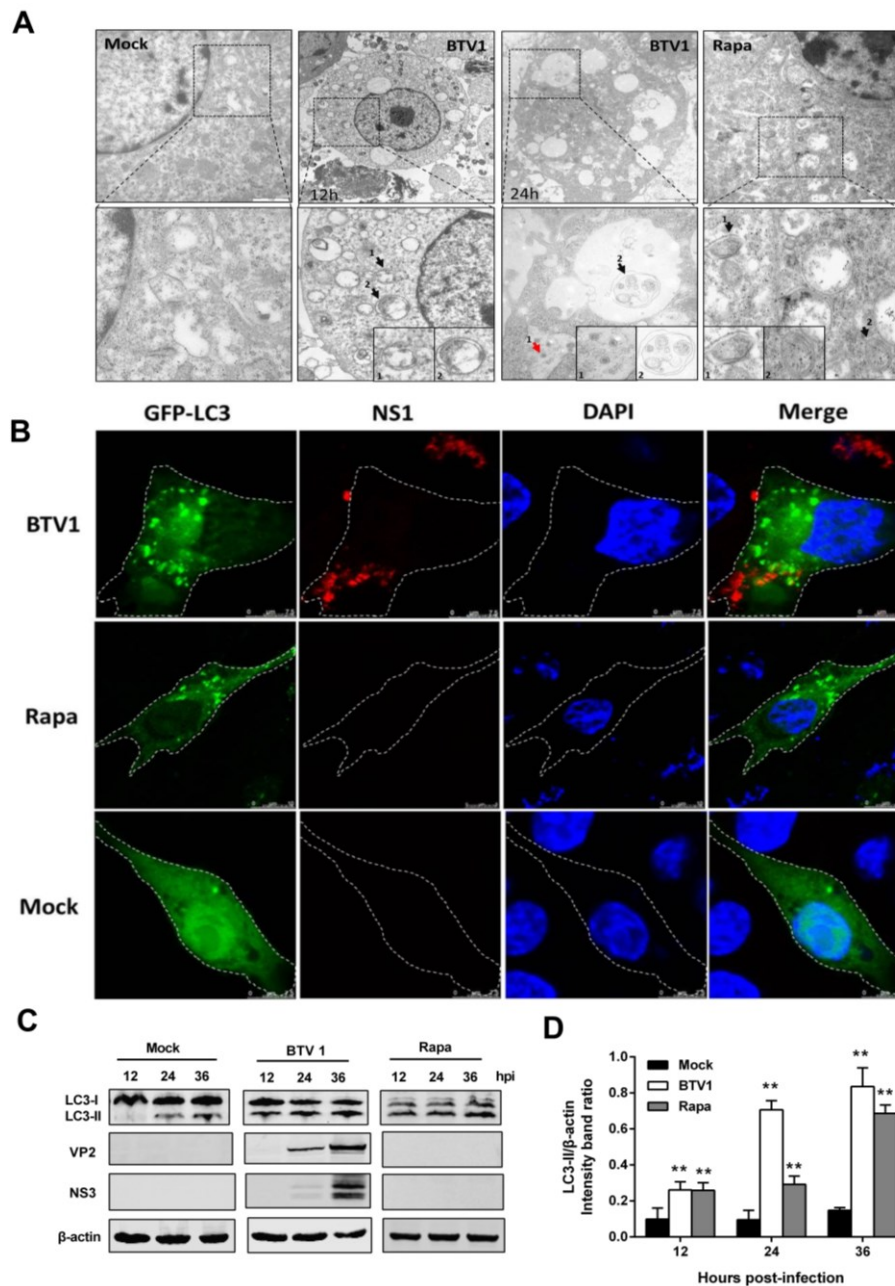 A
Mock
BTV1
BTV1
Rapa
12h
24h
1
2
2
1
1
2
1 2
1 2
1 2
B
GFP-LC3 NS1 DAPI Merge
BTV1
Rapa
Mock
C
Mock BTV 1 Rapa
12 24 36 12 24 36 12 24 36 hpi
LC3-I
LC3-II
VP2
NS3
β-actin
D
LC3-II/β-actin
Intensity band ratio
1.0
0.8
0.6
0.4
0.2
0.0
Mock
BTV1
Rapa
** **
** **
** **
12 24 36
Hours post-infection